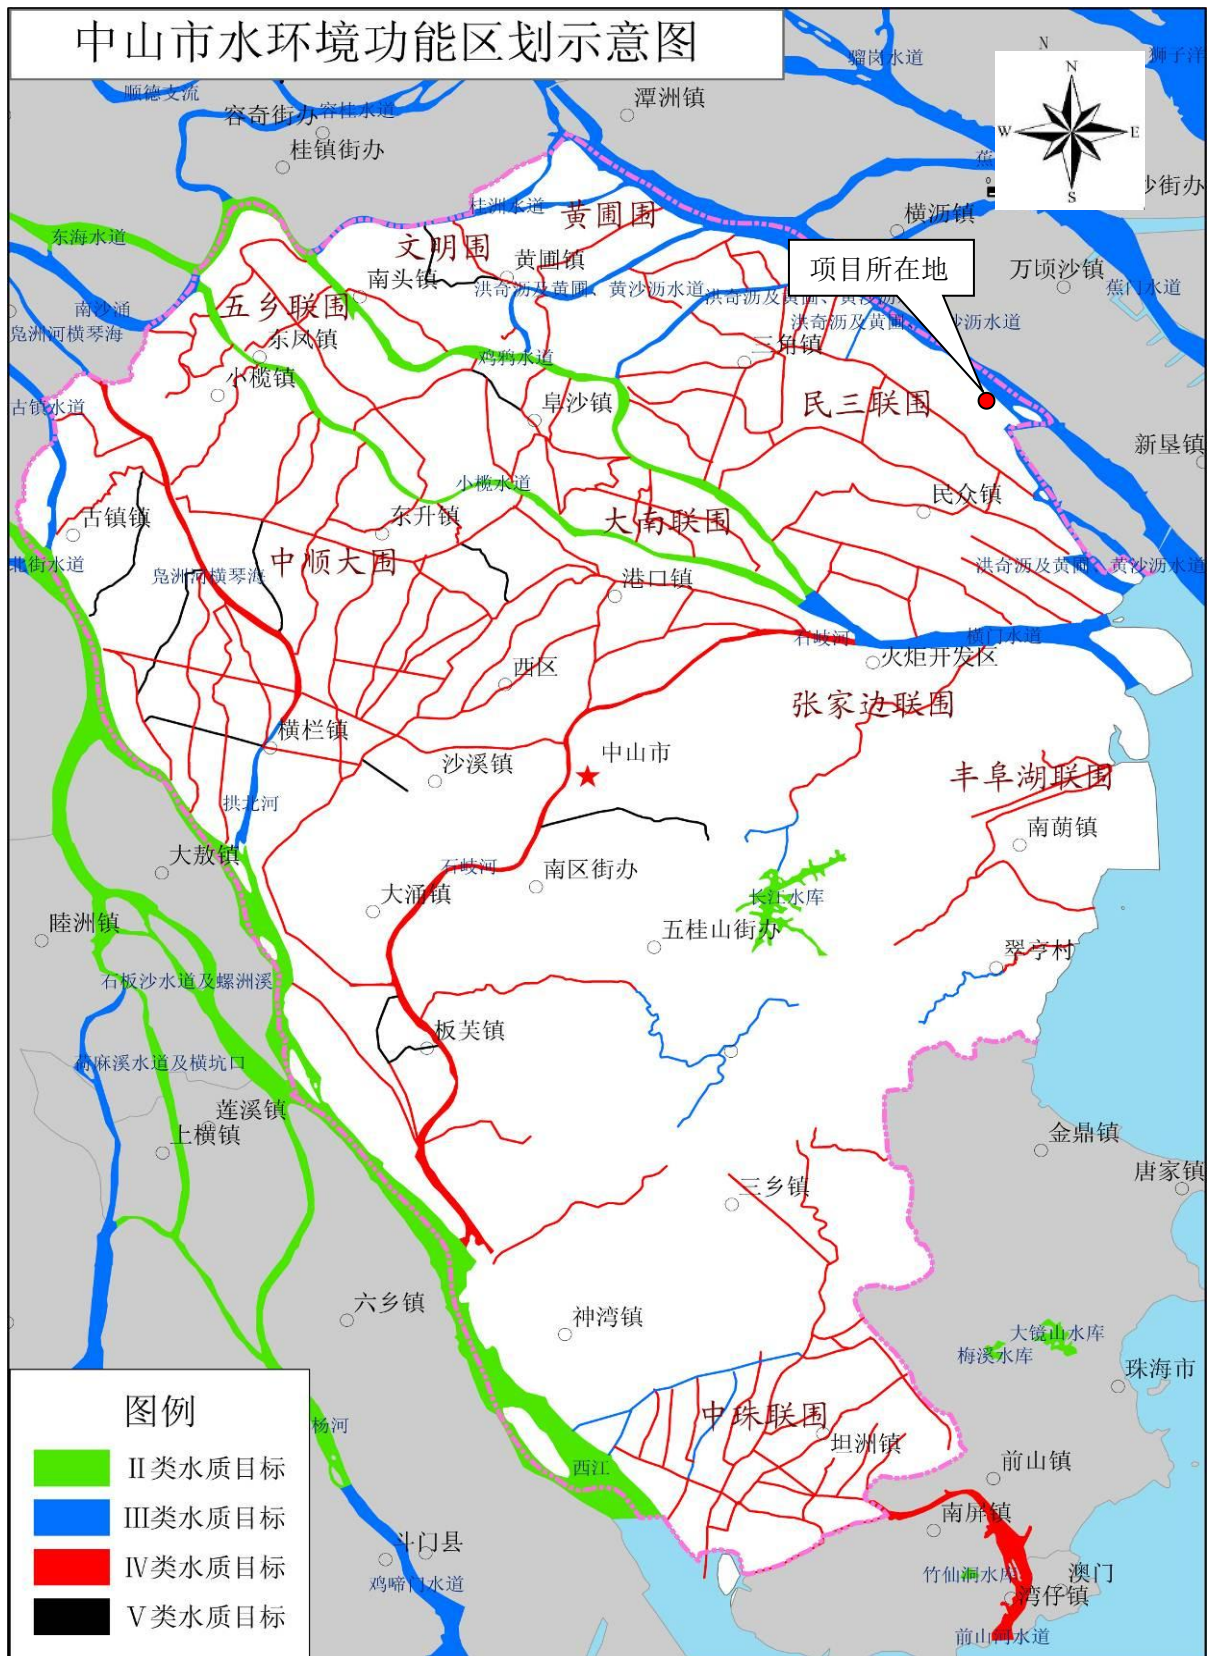 中山市水环境功能区划示意图
骝岗水道
N
狮子洋
顺德支流
潭洲镇
N
容奇街办
容桂水道
W
E
桂镇街办
蕉
沙街办
S
桂洲水道
黄圃围
横沥镇
东海水道
文明围
黄圃镇
项目所在地
万顷沙镇
南头镇
洪奇沥及黄圃、黄沙沥水道
蕉门水道
南沙涌
五乡联围
洪奇沥及黄圃
沙沥水道
凫洲河横琴海
东凤镇
鸡鸦水道
三角镇
小榄镇
古镇水道
阜沙镇
民三联围
新垦镇
小榄水道
民众镇
古镇镇
东升镇
大南联围
北街水道
凫洲河横琴海
中顺大围
港口镇
洪奇沥及黄圃、黄沙沥水道
石岐河
横门水道
西区
火炬开发区
张家边联围
横栏镇
沙溪镇
中山市
丰阜湖联围
拱北河
南蓢镇
大敖镇
石岐河
南区街办
大涌镇
长江水库
睦洲镇
五桂山街办
翠亨村
石板沙水道及螺洲溪
板芙镇
荷麻溪水道及横坑口
莲溪镇
上横镇
金鼎镇
唐家镇
三乡镇
六乡镇
神湾镇
大镜山水库
梅溪水库
珠海市
图例
中珠联围
杨河
坦洲镇
II类水质目标
西江
前山镇
III类水质目标
南屏镇
斗门县
IV类水质目标
鸡啼门水道
竹仙洞水库
澳门
湾仔镇
V类水质目标
前山河水道